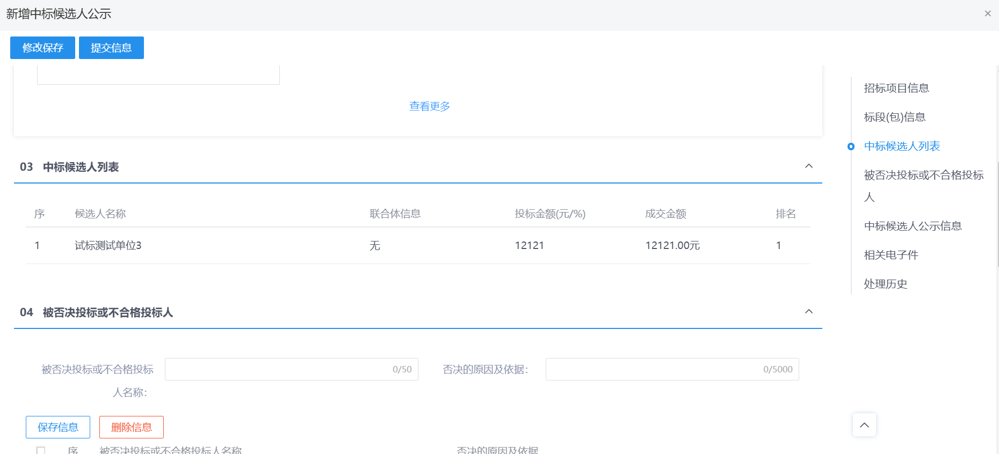 新增中标候选人公示
修改保存 提交信息
查看更多
03 中标候选人列表
序 候选人名称 联合体信息 投标金额(元/%) 成交金额 排名
1 试标测试单位3 无 12121 12121.00元 1
04 被否决投标或不合格投标人
被否决投标或不合格投标人名称: 0/50 否决的原因及依据: 0/5000
保存信息 删除信息
序 被否决投标或不合格投标人名称 否决的原因及依据
招标项目信息
标段(包)信息
中标候选人列表
被否决投标或不合格投标
人
中标候选人公示信息
相关电子件
处理历史